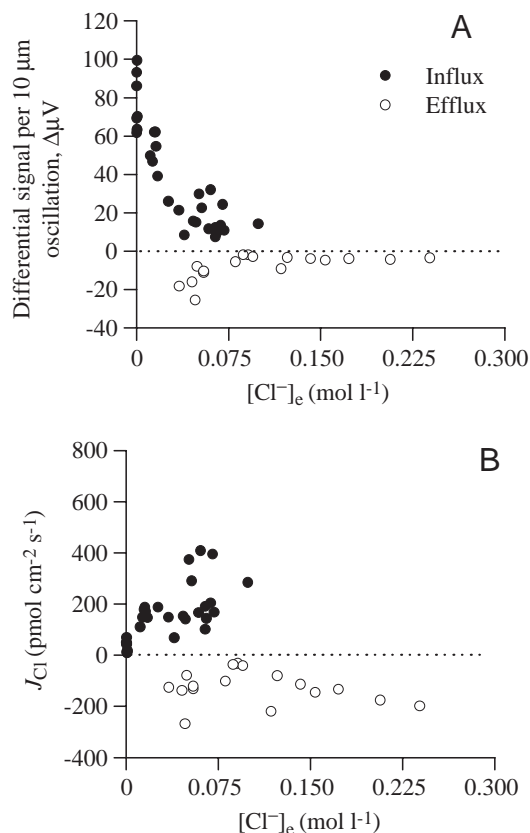 A
Differential signal per 10 μm
oscillation, ΔμV
120
100
80
60
40
20
0
-20
-40
Influx
Efflux
0
0.075
0.150
0.225
0.300
[Cl⁻]e (mol l⁻¹)
B
J_Cl (pmol cm⁻² s⁻¹)
800
600
400
200
0
-200
-400
0
0.075
0.150
0.225
0.300
[Cl⁻]e (mol l⁻¹)